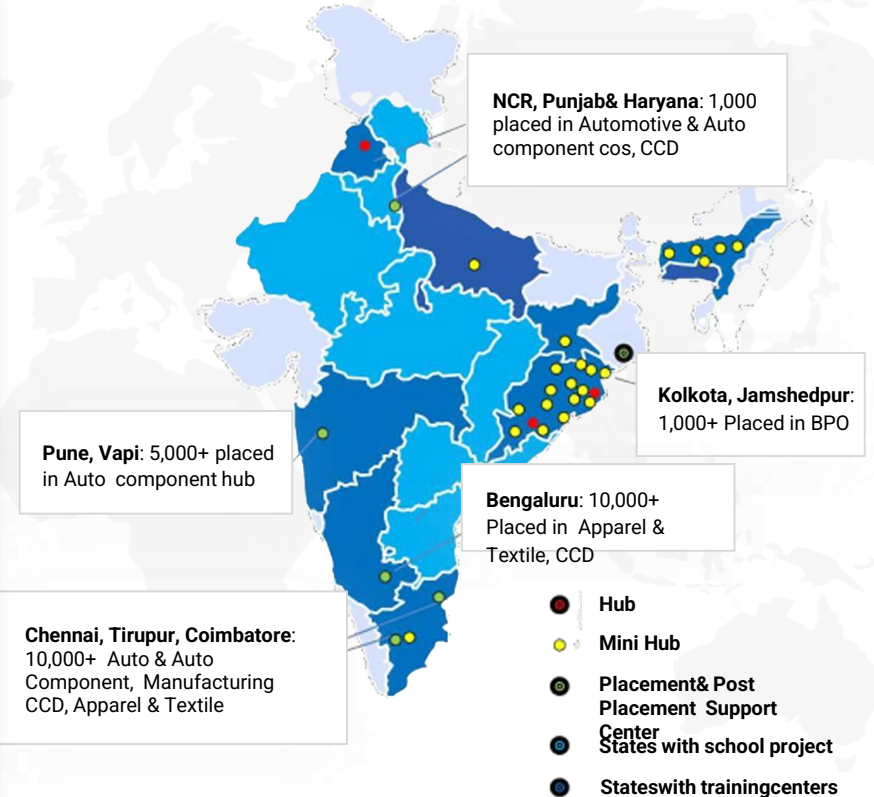 NCR, Punjab& Haryana: 1,000
placed in Automotive & Auto
component cos, CCD
Kolkota, Jamshedpur:
1,000+ Placed in BPO
Pune, Vapi: 5,000+ placed
in Auto component hub
Bengaluru: 10,000+
Placed in Apparel &
Textile, CCD
Chennai, Tirupur, Coimbatore:
10,000+ Auto & Auto
Component, Manufacturing
CCD, Apparel & Textile
Hub
Mini Hub
Placement& Post
Placement Support
Center
States with school project
Stateswith trainingcenters